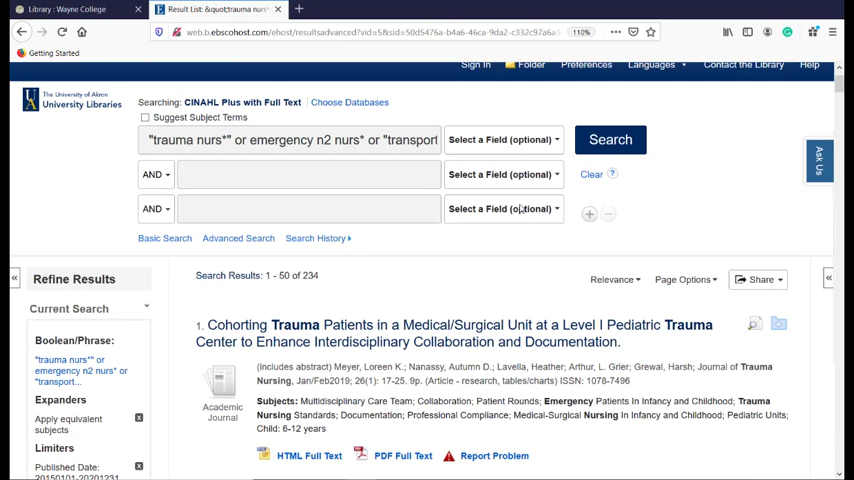 Library : Wayne College
Result List: &quot;trauma nurs*
web.b.ebscohost.com/ehost/resultsadvanced?vid=5&sid=50d5476a-b4a6-46ca-9da2-c332c97a6a
110%
Getting Started
Sign In
Folder
Preferences
Languages
Contact the Library
Help
The University of Akron
University Libraries
Searching: CINAHL Plus with Full Text
Choose Databases
Suggest Subject Terms
"trauma nurs*" or emergency n2 nurs* or "transport
Select a Field (optional)
Search
AND
Select a Field (optional)
Clear
?
AND
Select a Field (optional)
Ask Us
Basic Search
Advanced Search
Search History
Refine Results
Current Search
Boolean/Phrase:
"trauma nurs*" or
emergency n2 nurs* or
"transport...
Expanders
Apply equivalent
subjects
Limiters
Published Date:
20150101-20201231
Search Results: 1 - 50 of 234
Relevance
Page Options
Share
1. Cohorting Trauma Patients in a Medical/Surgical Unit at a Level I Pediatric Trauma
Center to Enhance Interdisciplinary Collaboration and Documentation.
Academic
Journal
(includes abstract) Meyer, Loreen K.; Nanassy, Autumn D.; Lavella, Heather; Arthur, L. Grier; Grewal, Harsh; Journal of Trauma
Nursing, Jan/Feb2019; 26(1): 17-25. 9p. (Article - research, tables/charts) ISSN: 1078-7496
Subjects: Multidisciplinary Care Team; Collaboration; Patient Rounds; Emergency Patients In Infancy and Childhood; Trauma
Nursing Standards; Documentation; Professional Compliance; Medical-Surgical Nursing In Infancy and Childhood; Pediatric Units;
Child: 6-12 years
HTML Full Text
PDF Full Text
Report Problem